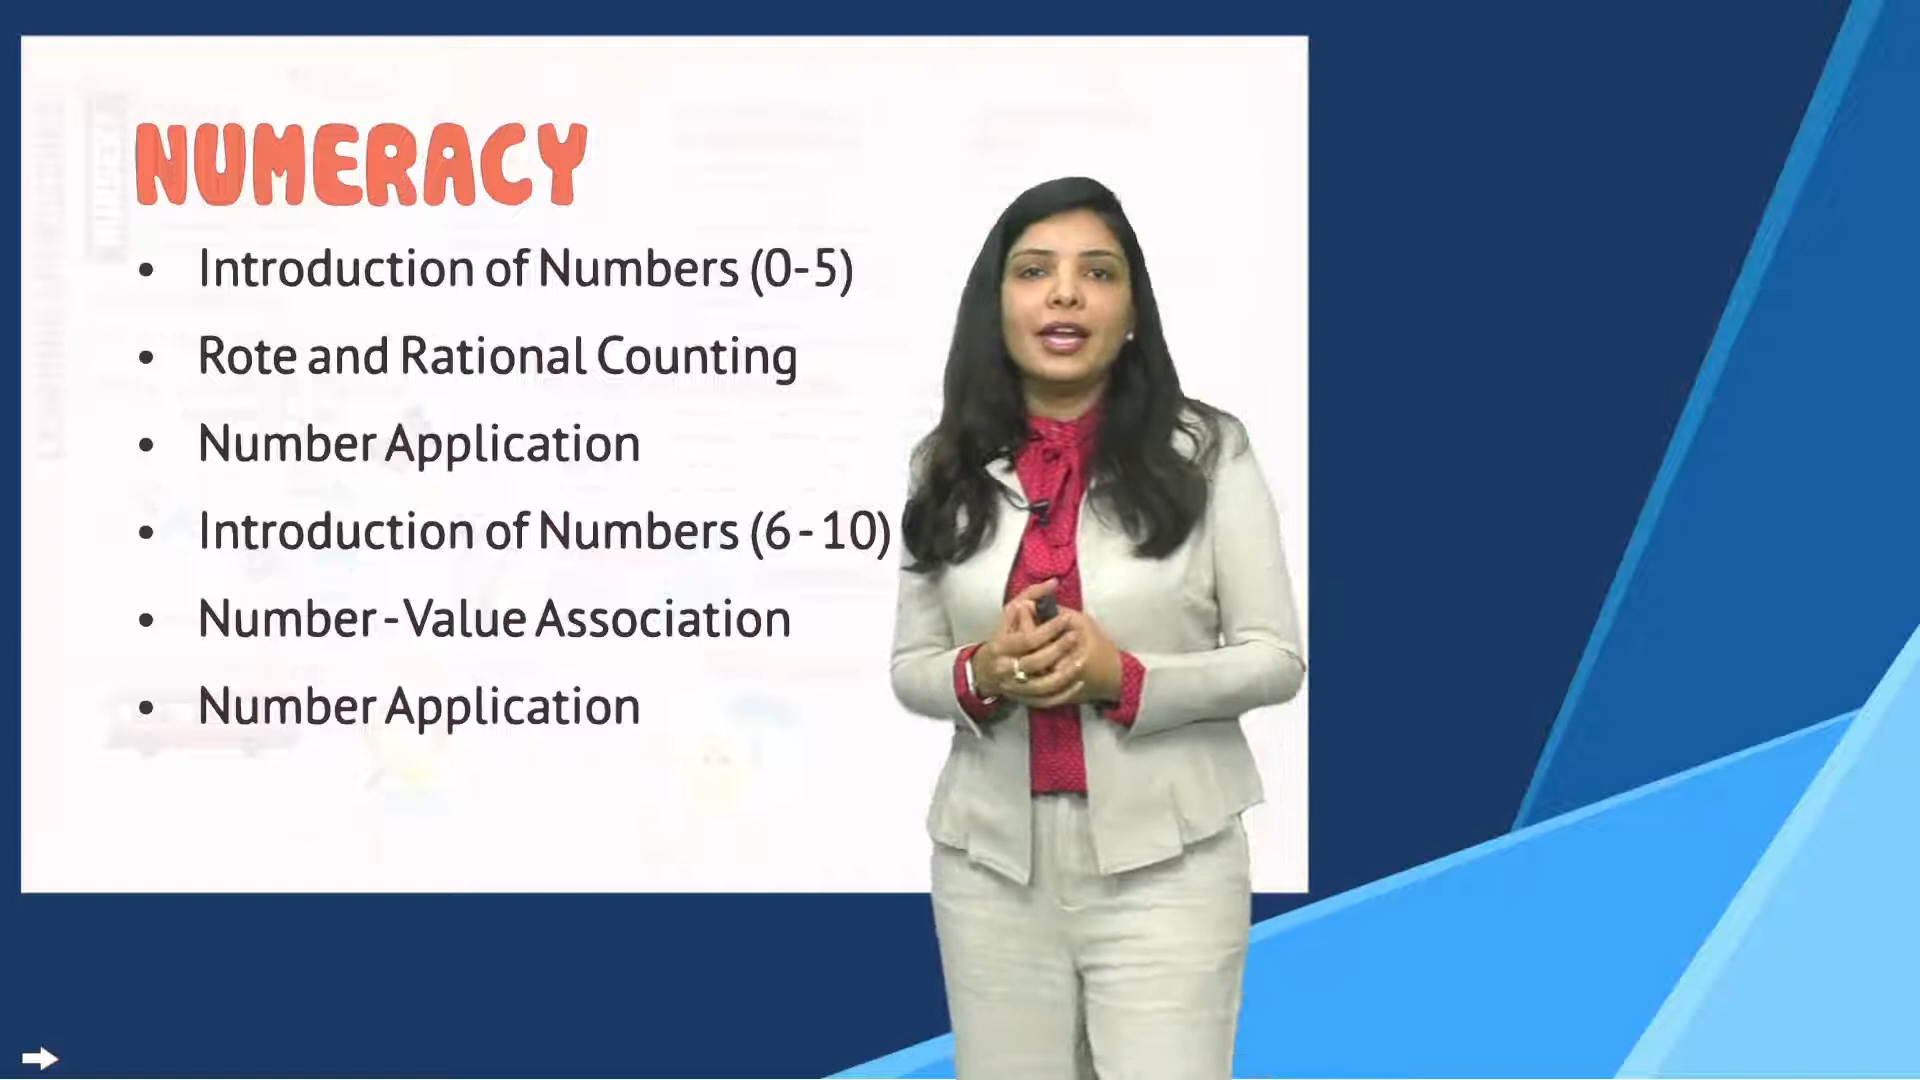 NUMERACY
• Introduction of Numbers (0-5)
• Rote and Rational Counting
• Number Application
• Introduction of Numbers (6-10)
• Number-Value Association
• Number Application